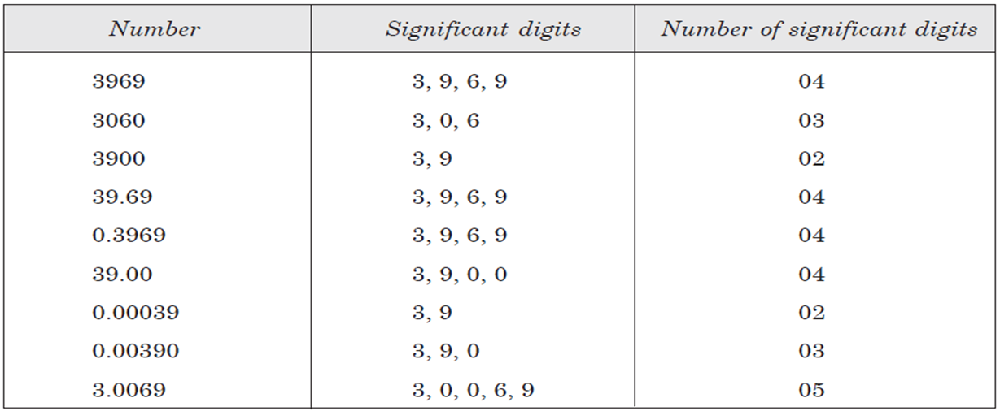 Number Significant digits Number of significant digits
3969 3, 9, 6, 9 04
3060 3, 0, 6 03
3900 3, 9 02
39.69 3, 9, 6, 9 04
0.3969 3, 9, 6, 9 04
39.00 3, 9, 0, 0 04
0.00039 3, 9 02
0.00390 3, 9, 0 03
3.0069 3, 0, 0, 6, 9 05